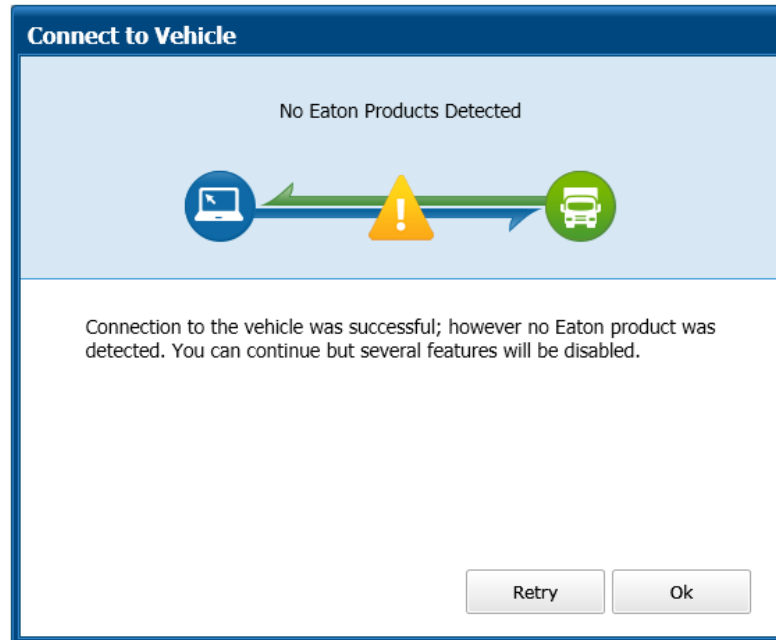 Connect to Vehicle
No Eaton Products Detected
Connection to the vehicle was successful; however no Eaton product was
detected. You can continue but several features will be disabled.
Retry
Ok